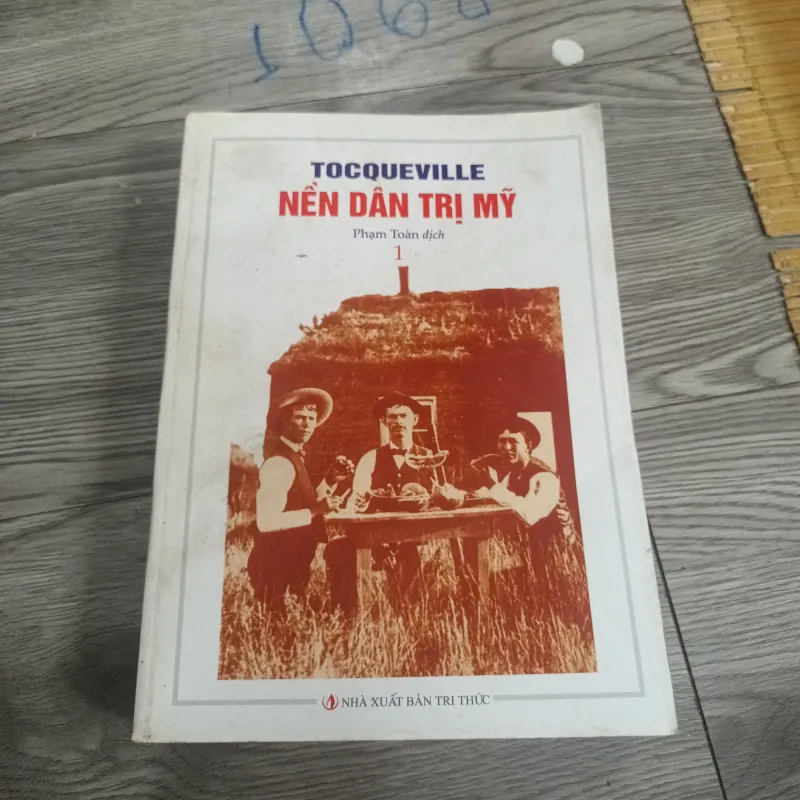 TOCQUEVILLE
NỀN DÂN TRỊ MỸ
Phạm Toàn dịch
1
NHÀ XUẤT BẢN TRI THỨC